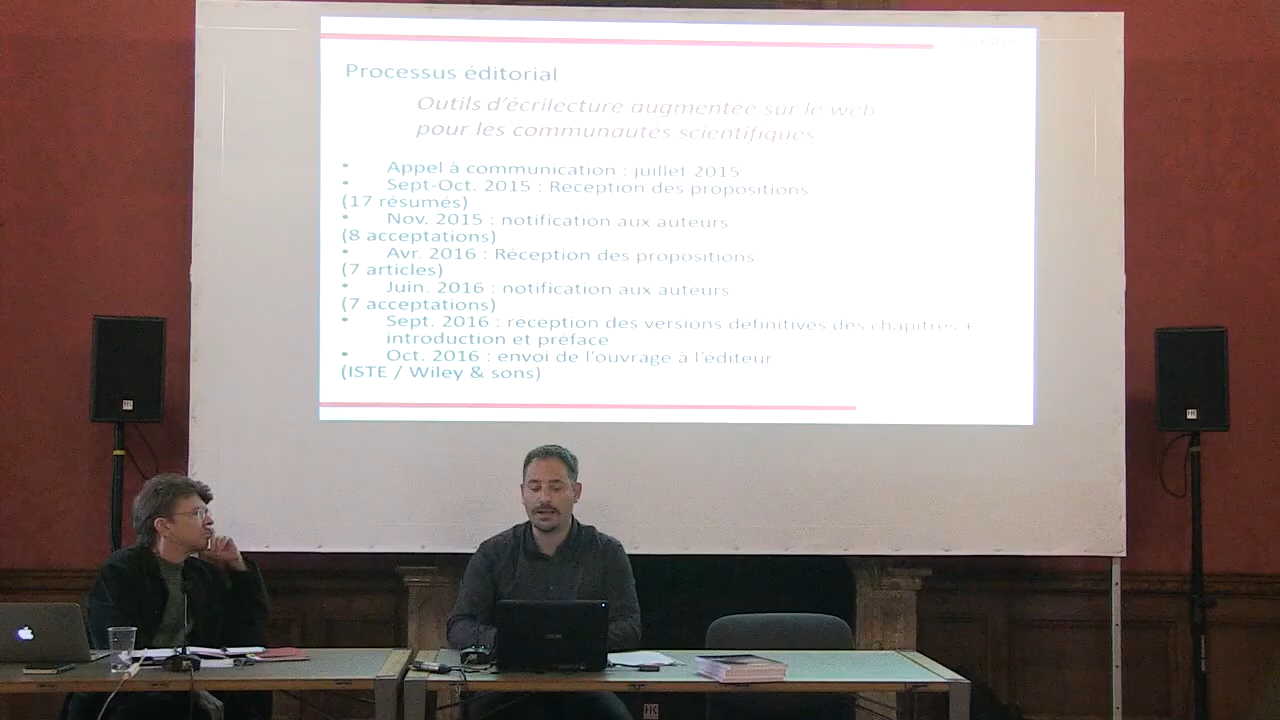 Processus éditorial
Outils d'écrilecture augmentée sur le web
pour les communautés scientifiques
• Appel à communication : juillet 2015
• Sept-Oct. 2015 : Réception des propositions
(17 résumés)
• Nov. 2015 : notification aux auteurs
(8 acceptations)
• Avr. 2016 : Réception des propositions
(7 articles)
• Juin. 2016 : notification aux auteurs
(7 acceptations)
• Sept. 2016 : réception des versions définitives des chapitres +
introduction et préface
• Oct. 2016 : envoi de l'ouvrage à l'éditeur
(ISTE / Wiley & sons)